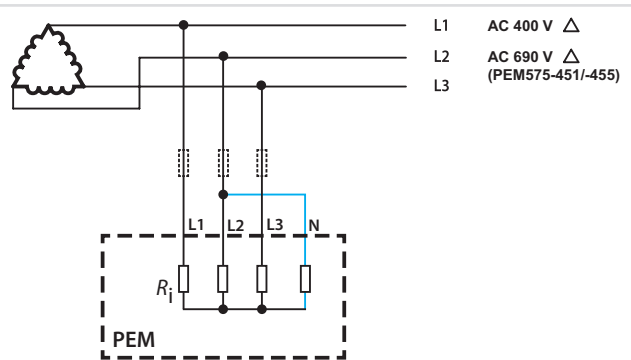 L1 AC 400 V △
L2 AC 690 V △
(PEM575-451/-455)
L3
L1 L2 L3 N
Ri
PEM